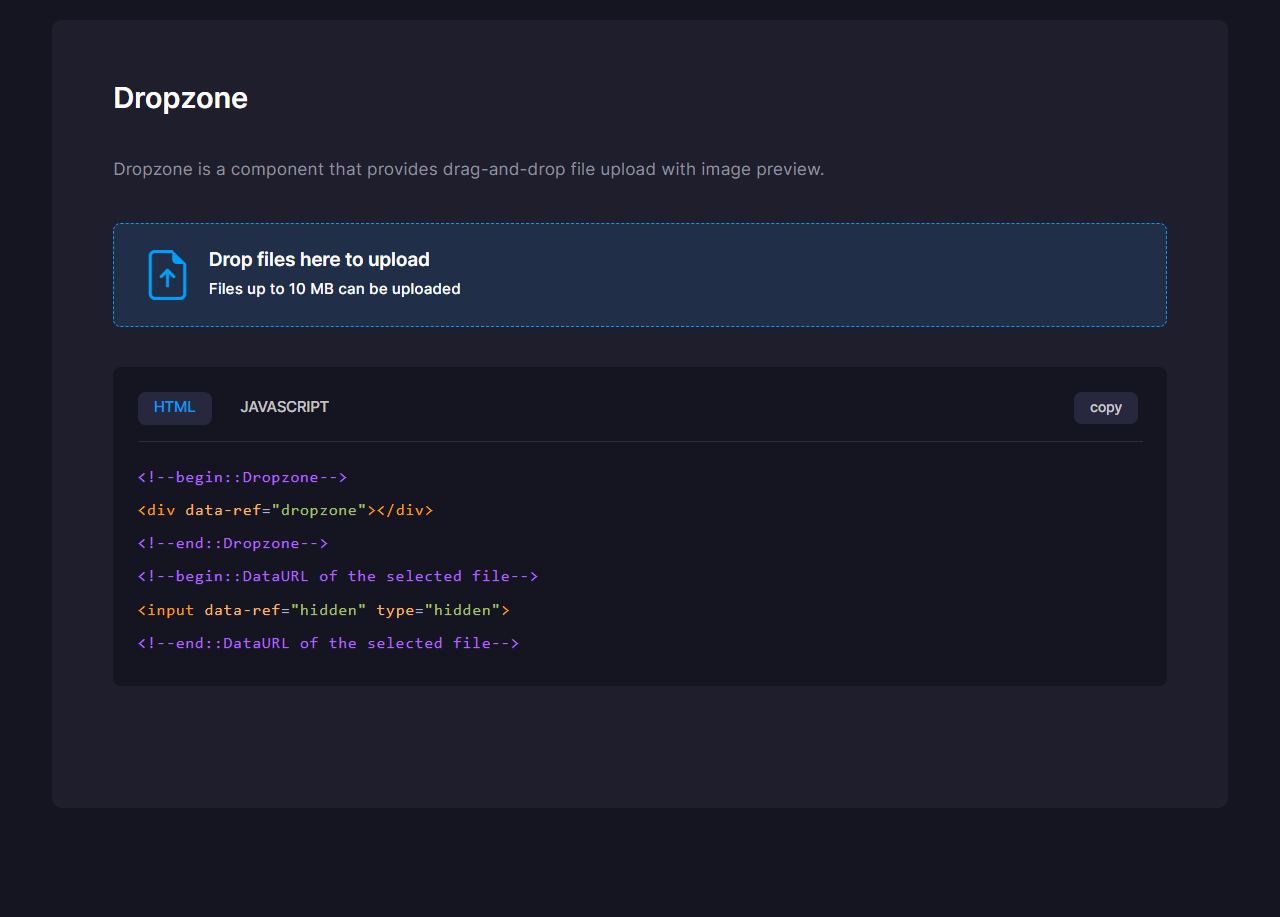 Dropzone
Dropzone is a component that provides drag-and-drop file upload with image preview.
Drop files here to upload
Files up to 10 MB can be uploaded
HTML JAVASCRIPT copy
<!--begin::Dropzone-->
<div data-ref="dropzone"></div>
<!--end::Dropzone-->
<!--begin::DataURL of the selected file-->
<input data-ref="hidden" type="hidden">
<!--end::DataURL of the selected file-->